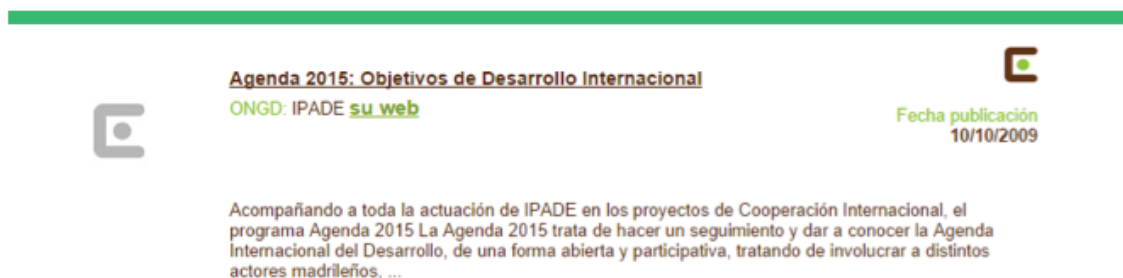 Agenda 2015: Objetivos de Desarrollo Internacional
ONGD: IPADE su web
Fecha publicación
10/10/2009
Acompañando a toda la actuación de IPADE en los proyectos de Cooperación Internacional, el
programa Agenda 2015 La Agenda 2015 trata de hacer un seguimiento y dar a conocer la Agenda
Internacional del Desarrollo, de una forma abierta y participativa, tratando de involucrar a distintos
actores madrileños, ...